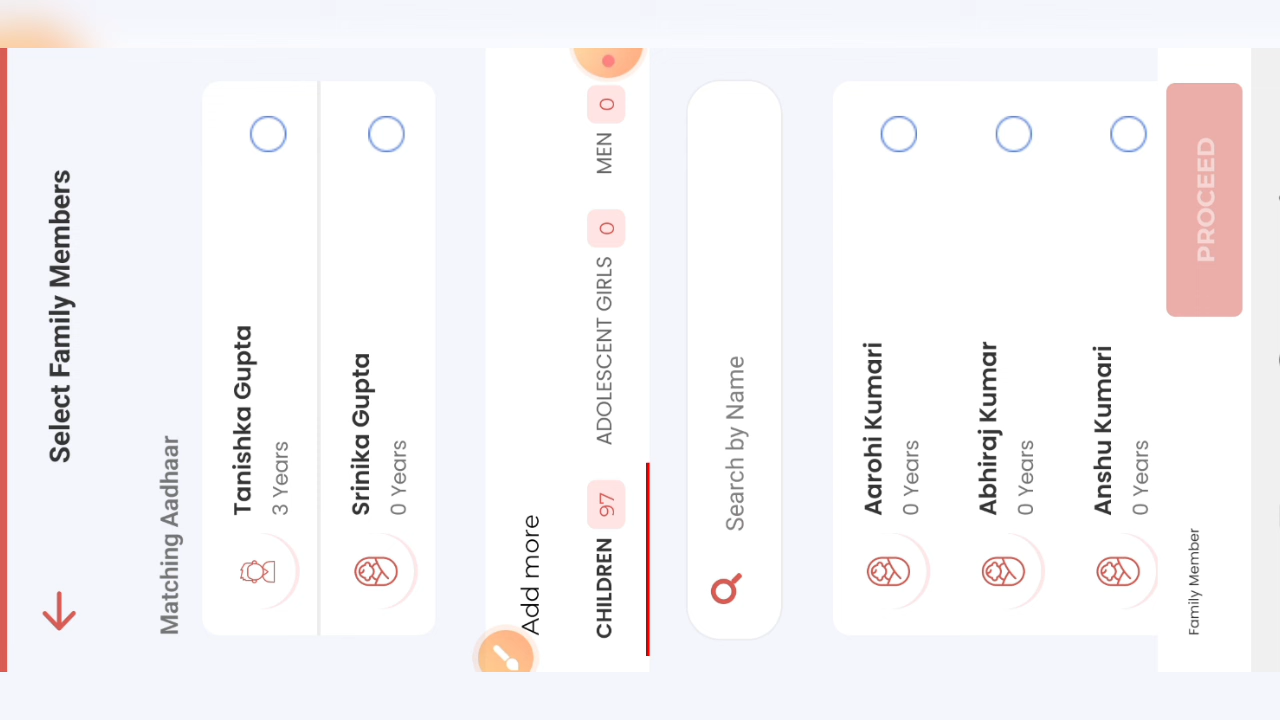 Select Family Members
Matching Aadhaar
Tanishka Gupta
3 Years
Srinika Gupta
0 Years
Add more
CHILDREN 97 ADOLESCENT GIRLS 0 MEN 0
Search by Name
Aarohi Kumari
0 Years
Abhiraj Kumar
0 Years
Anshu Kumari
0 Years
Family Member
PROCEED